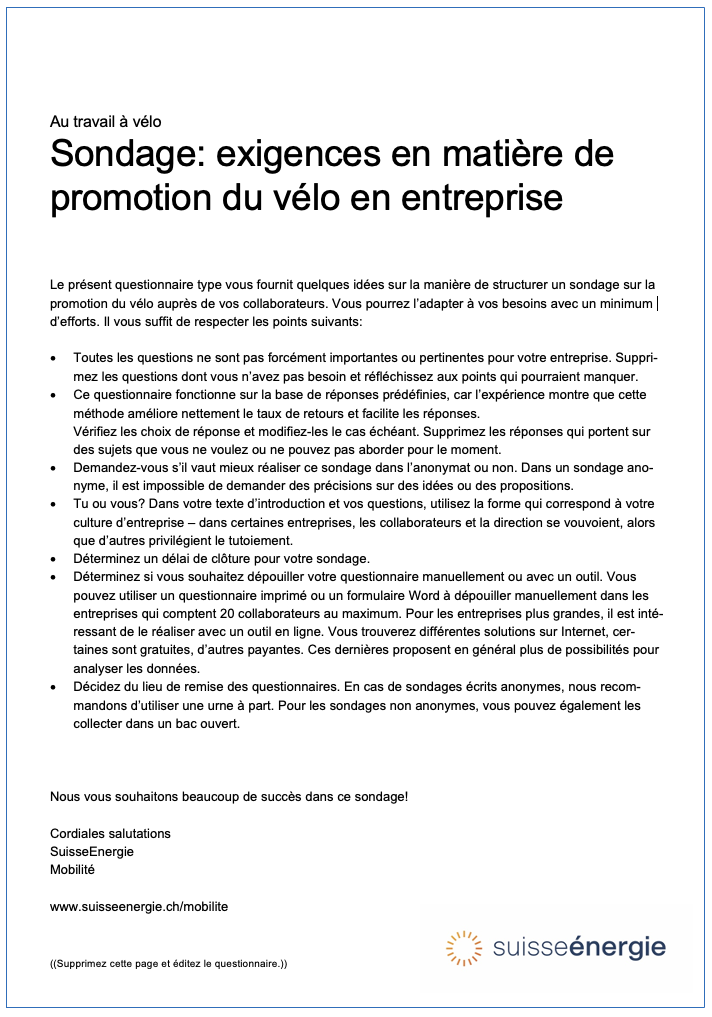 Au travail à vélo
Sondage: exigences en matière de
promotion du vélo en entreprise
Le présent questionnaire type vous fournit quelques idées sur la manière de structurer un sondage sur la
promotion du vélo auprès de vos collaborateurs. Vous pourrez l’adapter à vos besoins avec un minimum
d’efforts. Il vous suffit de respecter les points suivants:
• Toutes les questions ne sont pas forcément importantes ou pertinentes pour votre entreprise. Suppri-
mez les questions dont vous n’avez pas besoin et réfléchissez aux points qui pourraient manquer.
• Ce questionnaire fonctionne sur la base de réponses prédéfinies, car l’expérience montre que cette
méthode améliore nettement le taux de retours et facilite les réponses.
Vérifiez les choix de réponse et modifiez-les le cas échéant. Supprimez les réponses qui portent sur
des sujets que vous ne voulez ou ne pouvez pas aborder pour le moment.
• Demandez-vous s’il vaut mieux réaliser ce sondage dans l’anonymat ou non. Dans un sondage ano-
nyme, il est impossible de demander des précisions sur des idées ou des propositions.
• Tu ou vous? Dans votre texte d’introduction et vos questions, utilisez la forme qui correspond à votre
culture d’entreprise – dans certaines entreprises, les collaborateurs et la direction se vouvoient, alors
que d’autres privilégient le tutoiement.
• Déterminez un délai de clôture pour votre sondage.
• Déterminez si vous souhaitez dépouiller votre questionnaire manuellement ou avec un outil. Vous
pouvez utiliser un questionnaire imprimé ou un formulaire Word à dépouiller manuellement dans les
entreprises qui comptent 20 collaborateurs au maximum. Pour les entreprises plus grandes, il est inté-
ressant de le réaliser avec un outil en ligne. Vous trouverez différentes solutions sur Internet, cer-
taines sont gratuites, d’autres payantes. Ces dernières proposent en général plus de possibilités pour
analyser les données.
• Décidez du lieu de remise des questionnaires. En cas de sondages écrits anonymes, nous recom-
mandons d’utiliser une urne à part. Pour les sondages non anonymes, vous pouvez également les
collecter dans un bac ouvert.
Nous vous souhaitons beaucoup de succès dans ce sondage!
Cordiales salutations
SuisseEnergie
Mobilité
www.suisseenergie.ch/mobilite
suisseénergie
((Supprimez cette page et éditez le questionnaire.))